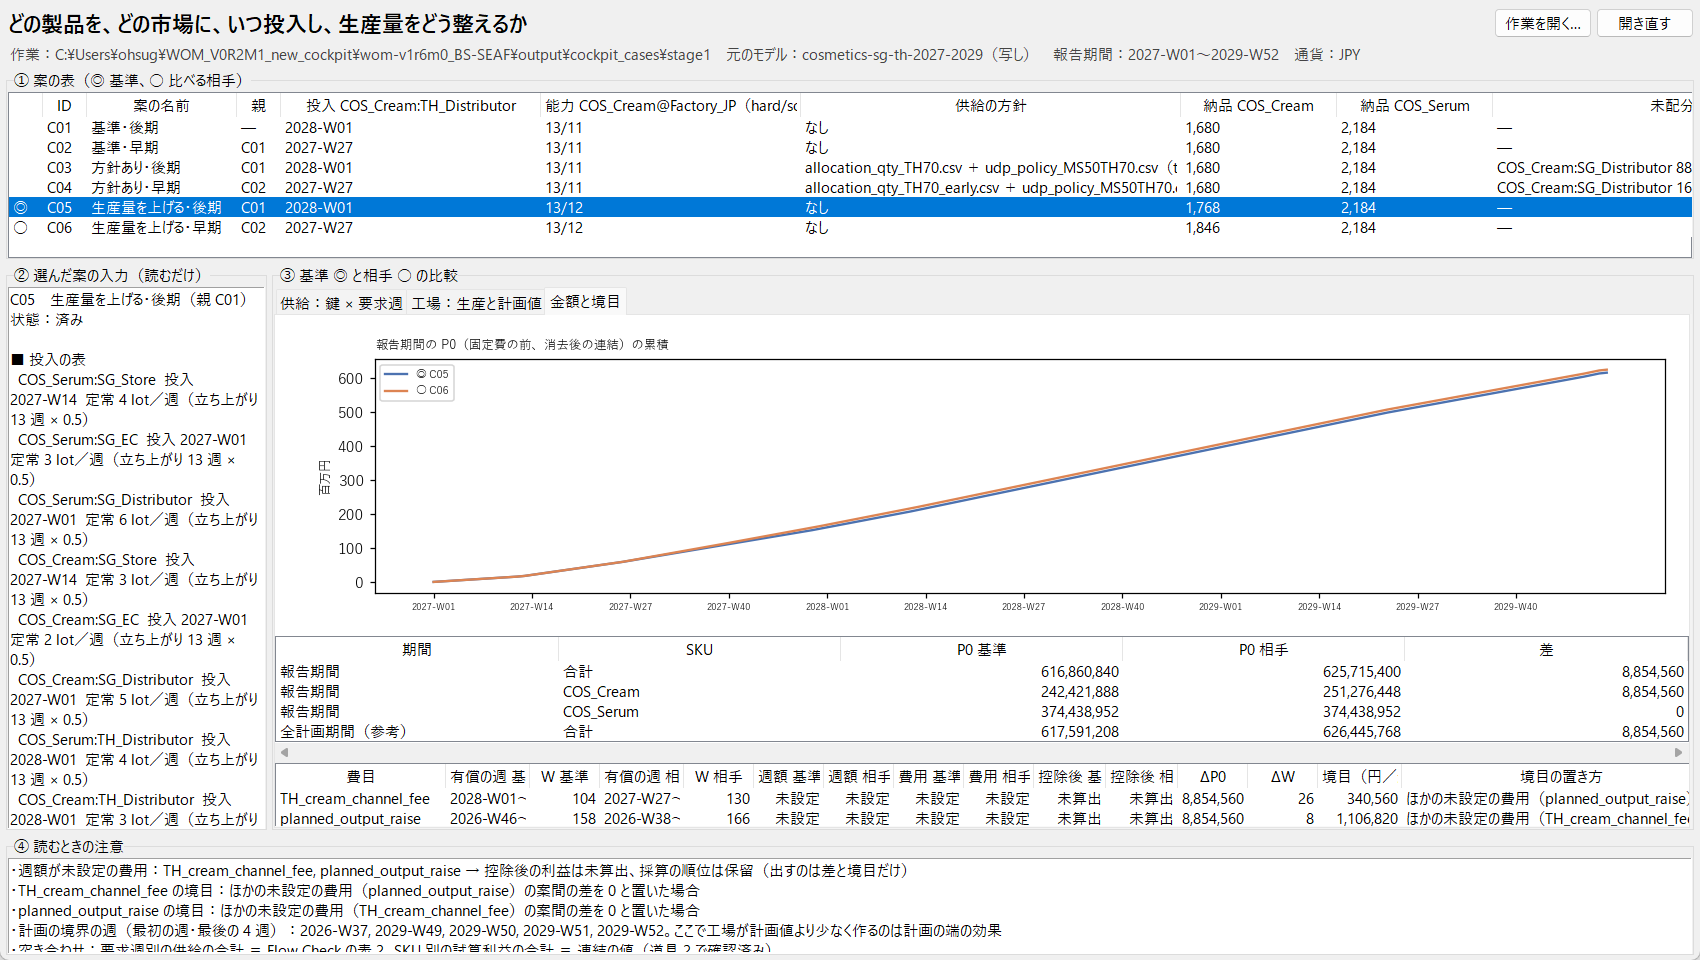 どの製品を、どの市場に、いつ投入し、生産量をどう整えるか
作業を開く... 開き直す
作業：C:¥Users¥ohsug¥WOM_V0R2M1_new_cockpit¥wom-v1r6m0_BS-SEAF¥output¥cockpit_cases¥stage1 元のモデル：cosmetics-sg-th-2027-2029（写し） 報告期間：2027-W01～2029-W52 通貨：JPY
① 案の表（◎ 基準、○ 比べる相手）
ID 案の名前 親 投入 COS_Cream:TH_Distributor 能力 COS_Cream@Factory_JP（hard/so 供給の方針 納品 COS_Cream 納品 COS_Serum 未配分
C01 基準・後期 — 2028-W01 13/11 なし 1,680 2,184 —
C02 基準・早期 C01 2027-W27 13/11 なし 1,680 2,184 —
C03 方針あり・後期 C01 2028-W01 13/11 allocation_qty_TH70.csv ＋ udp_policy_MS50TH70.csv（t 1,680 2,184 COS_Cream:SG_Distributor 88
C04 方針あり・早期 C02 2027-W27 13/11 allocation_qty_TH70_early.csv ＋ udp_policy_MS50TH70.c 1,680 2,184 COS_Cream:SG_Distributor 16
◎ C05 生産量を上げる・後期 C01 2028-W01 13/12 なし 1,768 2,184 —
○ C06 生産量を上げる・早期 C02 2027-W27 13/12 なし 1,846 2,184 —
② 選んだ案の入力（読むだけ）
C05 生産量を上げる・後期（親 C01）
状態：済み
■ 投入の表
COS_Serum:SG_Store 投入
2027-W14 定常 4 lot／週（立ち上がり
13 週 × 0.5）
COS_Serum:SG_EC 投入 2027-W01
定常 3 lot／週（立ち上がり 13 週 ×
0.5）
COS_Serum:SG_Distributor 投入
2027-W01 定常 6 lot／週（立ち上がり
13 週 × 0.5）
COS_Cream:SG_Store 投入
2027-W14 定常 3 lot／週（立ち上がり
13 週 × 0.5）
COS_Cream:SG_EC 投入 2027-W01
定常 2 lot／週（立ち上がり 13 週 ×
0.5）
COS_Cream:SG_Distributor 投入
2027-W01 定常 5 lot／週（立ち上がり
13 週 × 0.5）
COS_Serum:TH_Distributor 投入
2028-W01 定常 4 lot／週（立ち上がり
13 週 × 0.5）
COS_Cream:TH_Distributor 投入
2028-W01 定常 3 lot／週（立ち上がり
③ 基準 ◎ と相手 ○ の比較
供給：鍵 × 要求週 工場：生産と計画値 金額と境目
報告期間の P0（固定費の前、消去後の連結）の累積
◎ C05
○ C06
百万円
600
500
400
300
200
100
0
2027-W01 2027-W14 2027-W27 2027-W40 2028-W01 2028-W14 2028-W27 2028-W40 2029-W01 2029-W14 2029-W27 2029-W40
期間 SKU P0 基準 P0 相手 差
報告期間 合計 616,860,840 625,715,400 8,854,560
報告期間 COS_Cream 242,421,888 251,276,448 8,854,560
報告期間 COS_Serum 374,438,952 374,438,952 0
全計画期間（参考） 合計 617,591,208 626,445,768 8,854,560
費目 有償の週 基 W 基準 有償の週 相 W 相手 週額 基準 週額 相手 費用 基準 費用 相手 控除後 基 控除後 相 ΔP0 ΔW 境目（円／ 境目の置き方
TH_cream_channel_fee 2028-W01～ 104 2027-W27～ 130 未設定 未設定 未設定 未設定 未算出 未算出 8,854,560 26 340,560 ほかの未設定の費用（planned_output_raise）
planned_output_raise 2026-W46～ 158 2026-W38～ 166 未設定 未設定 未設定 未設定 未算出 未算出 8,854,560 8 1,106,820 ほかの未設定の費用（TH_cream_channel_fee
④ 読むときの注意
・週額が未設定の費用：TH_cream_channel_fee, planned_output_raise → 控除後の利益は未算出、採算の順位は保留（出すのは差と境目だけ）
・TH_cream_channel_fee の境目：ほかの未設定の費用（planned_output_raise）の案間の差を 0 と置いた場合
・planned_output_raise の境目：ほかの未設定の費用（TH_cream_channel_fee）の案間の差を 0 と置いた場合
・計画の境界の週（最初の週・最後の 4 週）：2026-W37, 2029-W49, 2029-W50, 2029-W51, 2029-W52。ここで工場が計画値より少なく作るのは計画の端の効果
・突き合わせ：要求週別の供給の合計 ＝ Flow Check の表 2、SKU 別の試算利益の合計 ＝ 連結の値（道具 2 で確認済み）